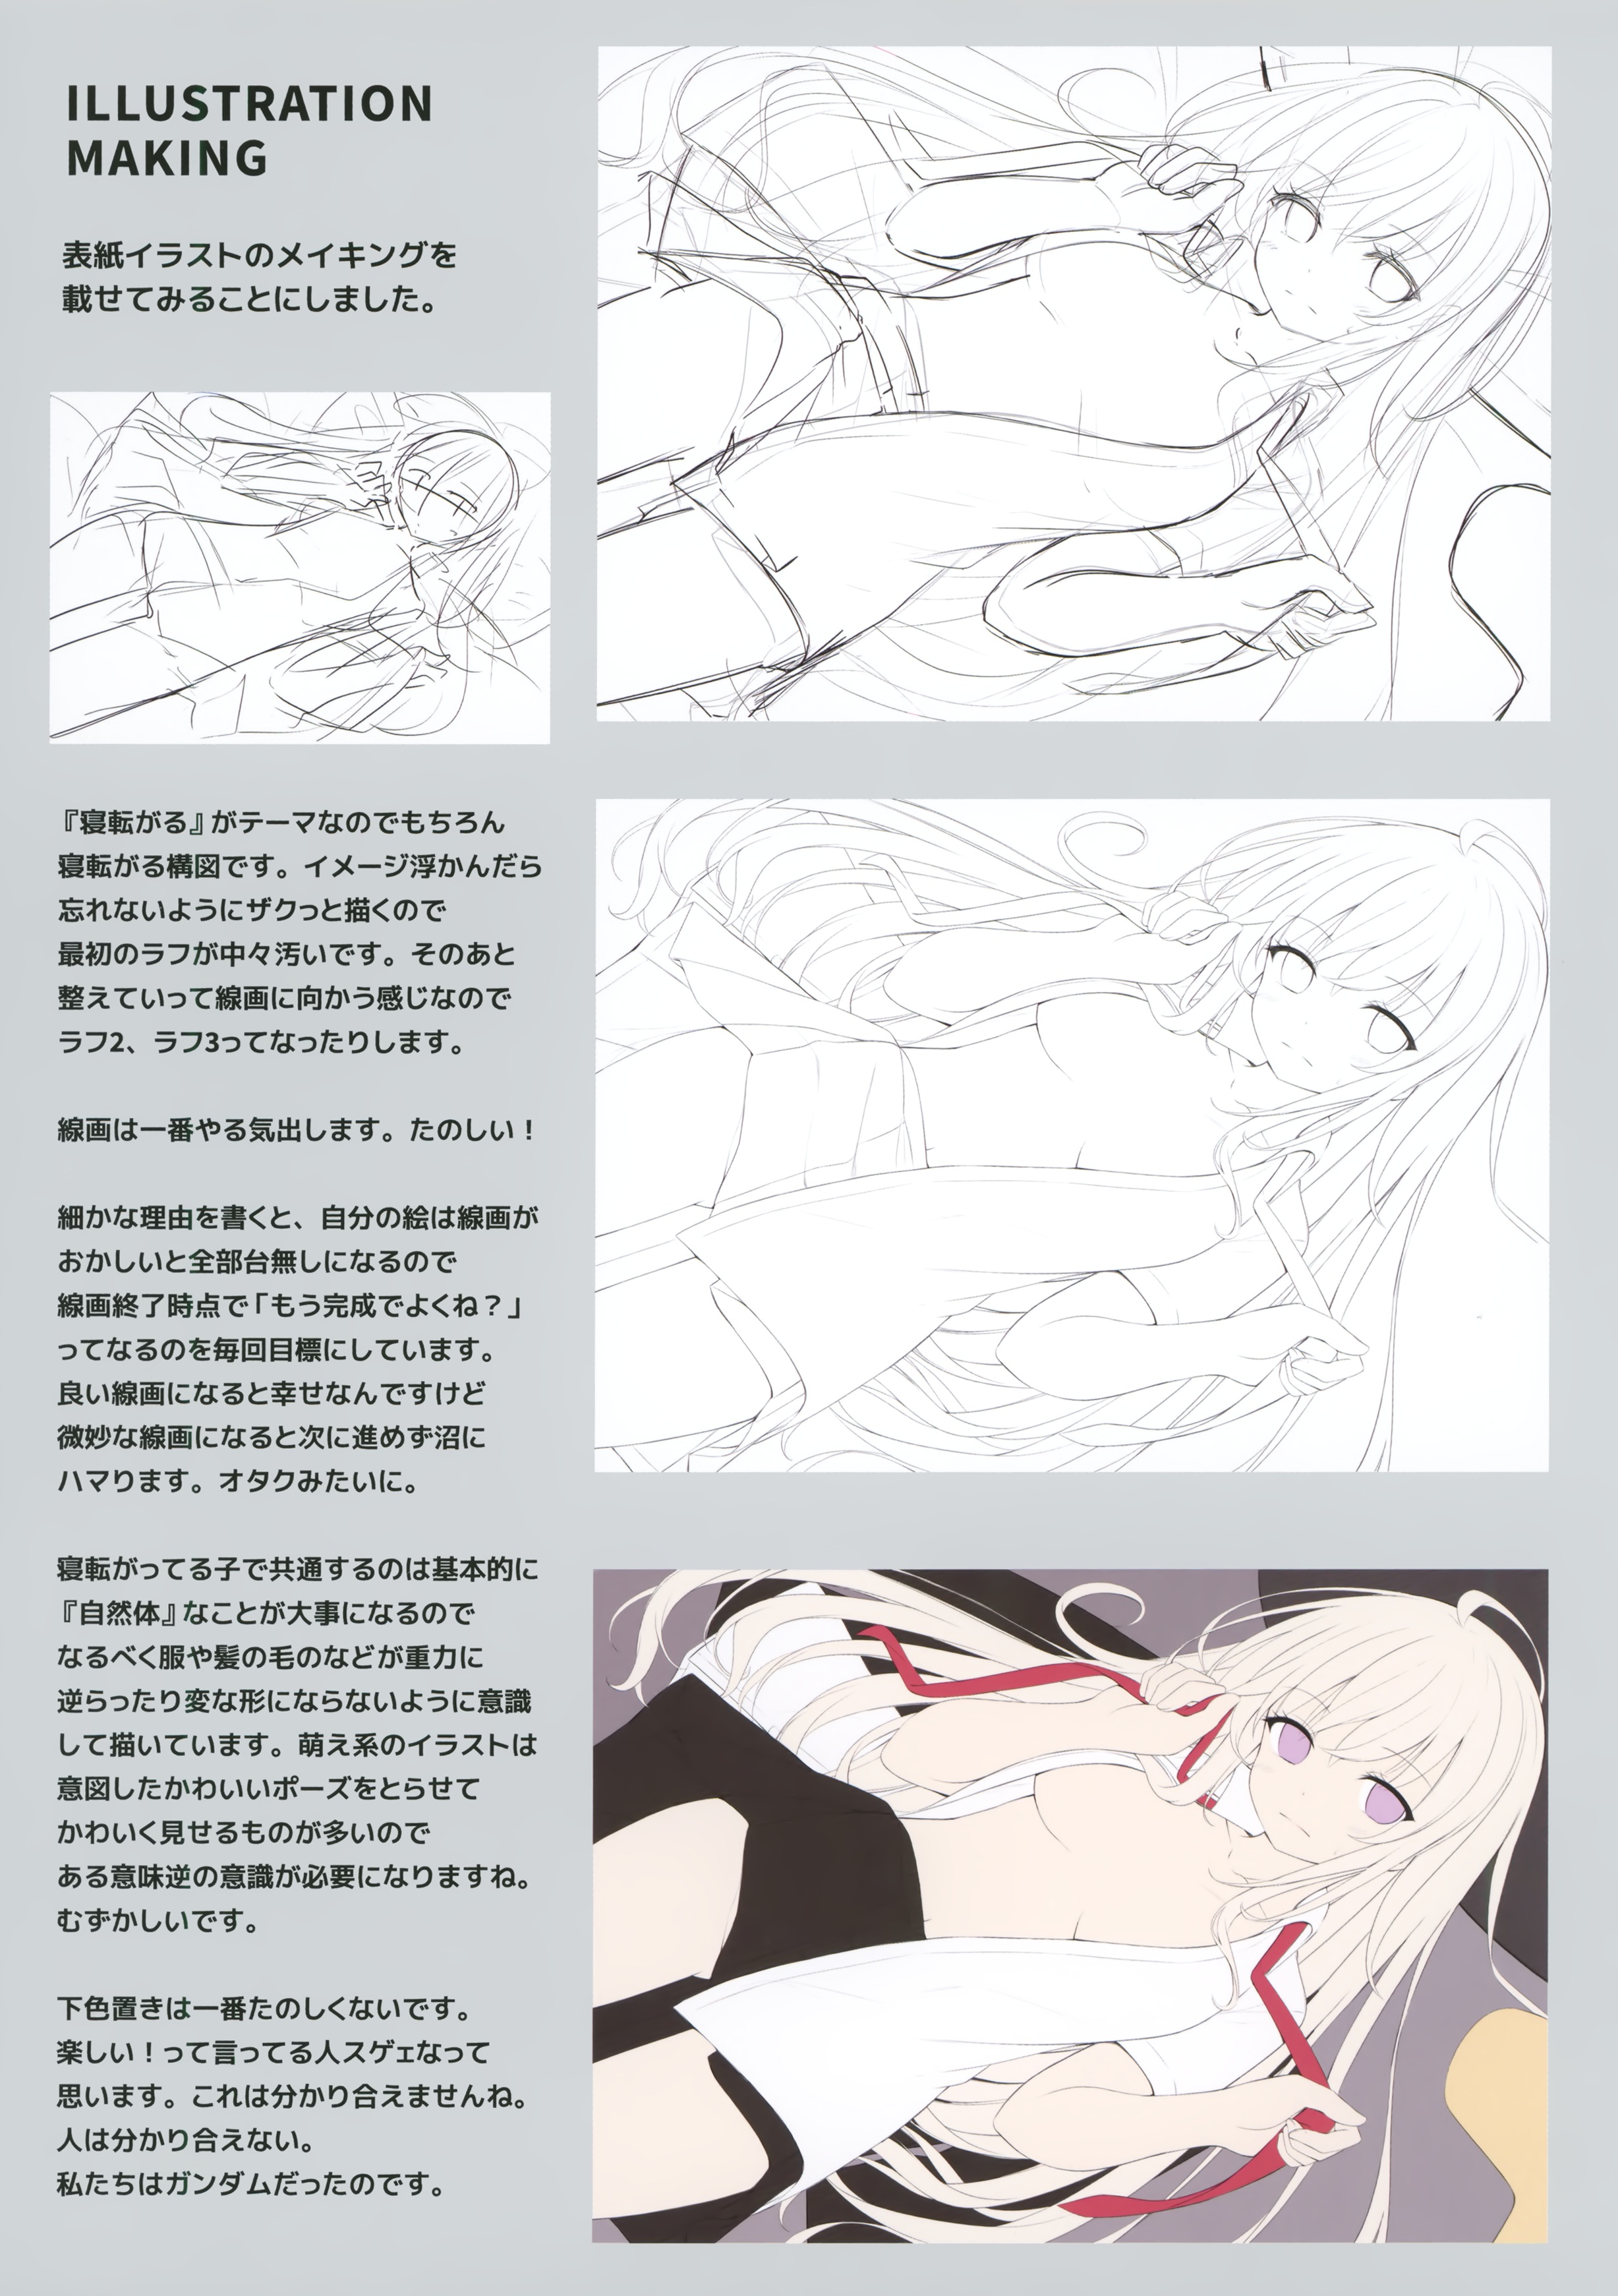 ILLUSTRATION
MAKING
表紙イラストのメイキングを
載せてみることにしました。
『寝転がる』がテーマなのでもちろん
寝転がる構図です。イメージ浮かんだら
忘れないようにザクっと描くので
最初のラフが中々汚いです。そのあと
整えていって線画に向かう感じなので
ラフ2、ラフ3ってなったりします。
線画は一番やる気出します。たのしい！
細かな理由を書くと、自分の絵は線画が
おかしいと全部台無しになるので
線画終了時点で「もう完成でよくね？」
ってなるのを毎回目標にしています。
良い線画になると幸せなんですけど
微妙な線画になると次に進めず沼に
ハマります。オタクみたいに。
寝転がってる子で共通するのは基本的に
『自然体』なことが大事になるので
なるべく服や髪の毛のなどが重力に
逆らったり変な形にならないように意識
して描いています。萌え系のイラストは
意図したかわいいポーズをとらせて
かわいく見せるものが多いので
ある意味逆の意識が必要になりますね。
むずかしいです。
下色置きは一番たのしくないです。
楽しい！って言ってる人スゲェなって
思います。これは分かり合えませんね。
人は分かり合えない。
私たちはガンダムだったのです。